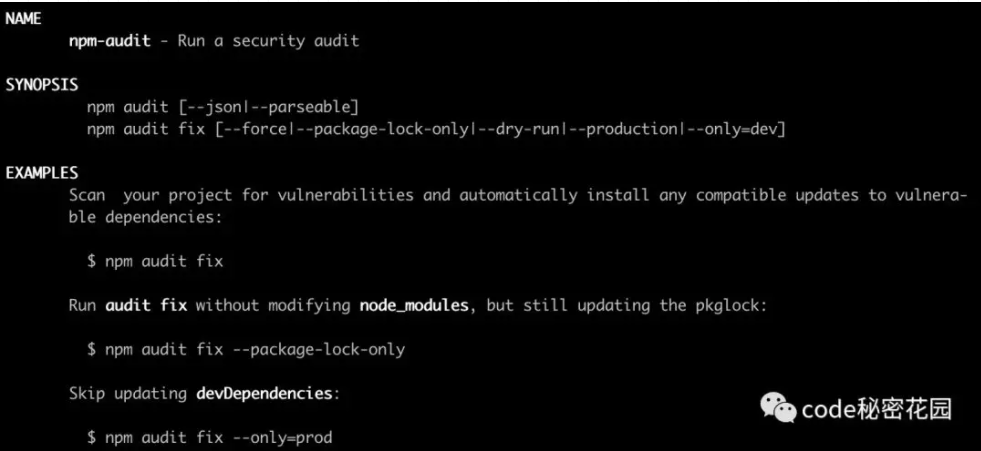 NAME
npm-audit - Run a security audit
SYNOPSIS
npm audit [--json|--parseable]
npm audit fix [--force|--package-lock-only|--dry-run|--production|--only=dev]
EXAMPLES
Scan  your project for vulnerabilities and automatically install any compatible updates to vulnera-
ble dependencies:
$ npm audit fix
Run audit fix without modifying node_modules, but still updating the pkglock:
$ npm audit fix --package-lock-only
Skip updating devDependencies:
$ npm audit fix --only=prod
code秘密花园